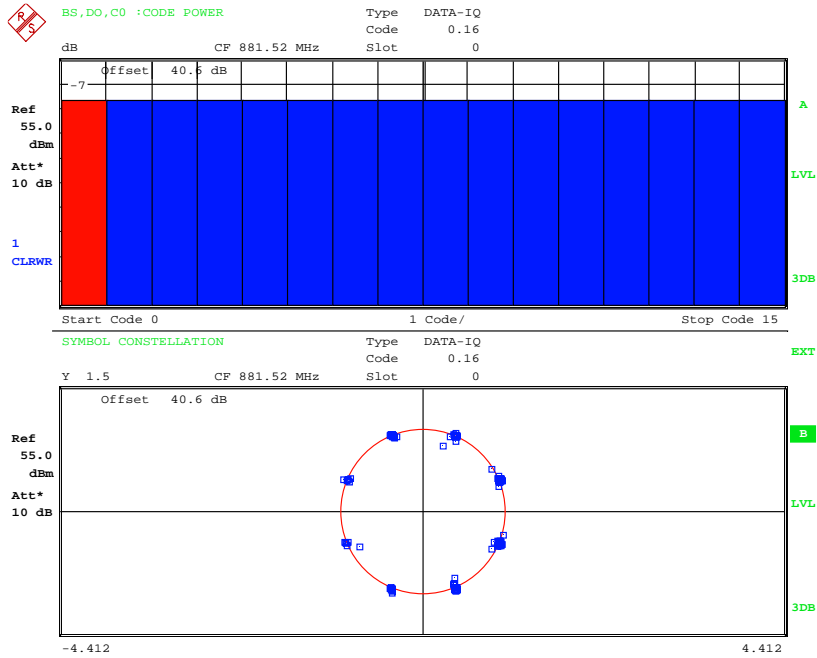 R
S
BS,DO,C0 :CODE POWER Type DATA-IQ
Code 0.16
dB CF 881.52 MHz Slot 0
Offset 40.6 dB
-7
Ref
55.0
dBm
Att*
10 dB
1
CLRWR
A
LVL
3DB
Start Code 0 1 Code/ Stop Code 15
SYMBOL CONSTELLATION Type DATA-IQ
Code 0.16
EXT
Y 1.5 CF 881.52 MHz Slot 0
Offset 40.6 dB
Ref
55.0
dBm
Att*
10 dB
B
LVL
3DB
-4.412 4.412